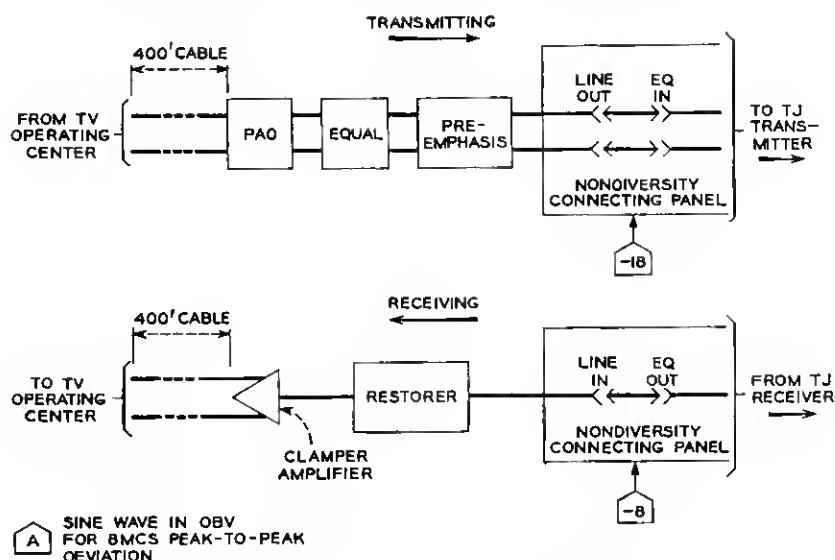 TRANSMITTING
400' CABLE
FROM TV
OPERATING
CENTER
PAD
EQUAL
PRE-
EMPHASIS
LINE
OUT
EQ
IN
NONDIVERSITY
CONNECTING PANEL
TO TJ
TRANS-
MITTER
-18
RECEIVING
400' CABLE
TO TV
OPERATING
CENTER
CLAMPER
AMPLIFIER
RESTORER
LINE
IN
EQ
OUT
NONDIVERSITY
CONNECTING PANEL
FROM TJ
RECEIVER
-8
A
SINE WAVE IN DBV
FOR 8MCS PEAK-TO-PEAK
DEVIATION